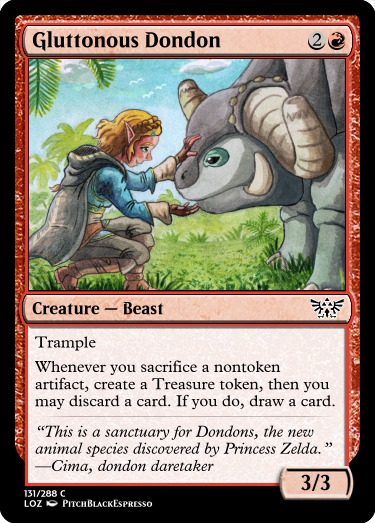 Gluttonous Dondon 2
Creature — Beast
Trample
Whenever you sacrifice a nontoken
artifact, create a Treasure token, then you
may discard a card. If you do, draw a card.
“This is a sanctuary for Dondons, the new
animal species discovered by Princess Zelda.”
—Cima, dondon daretaker
3/3
131/288 C
LOZ PitchBlackEspresso